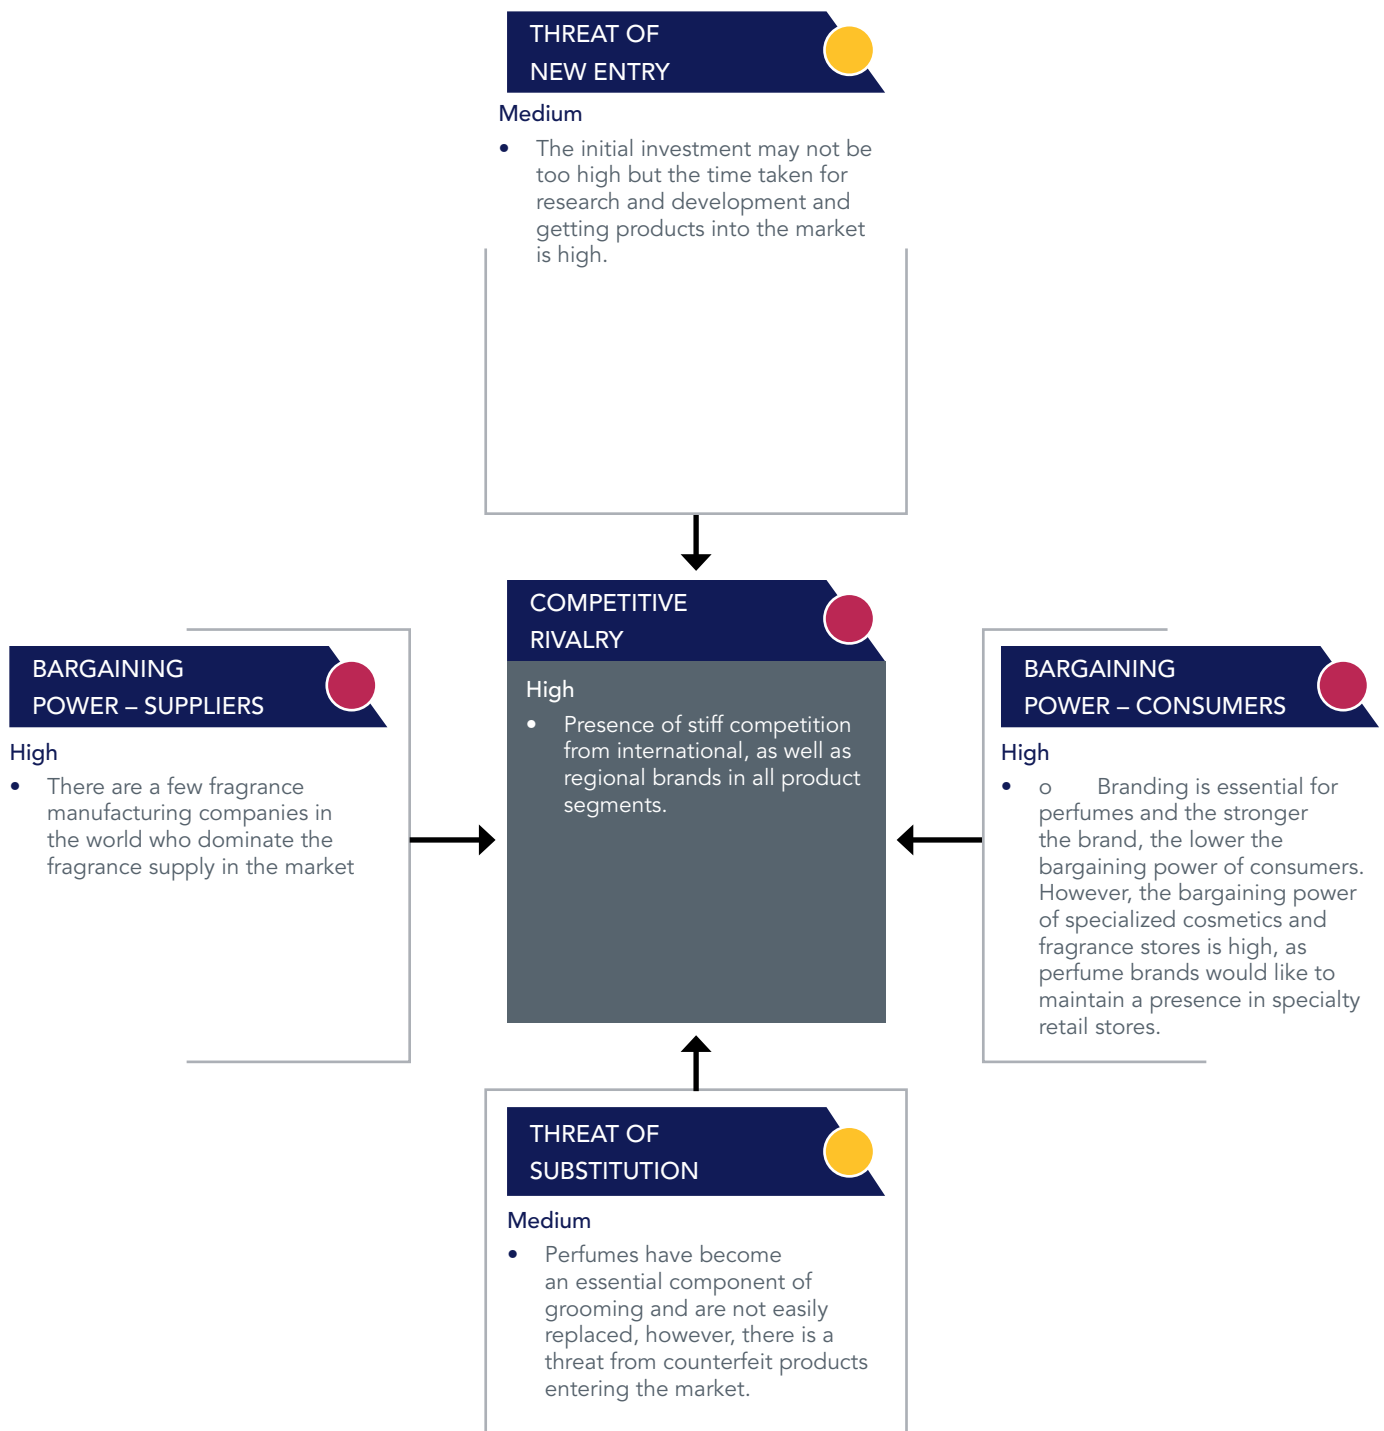 THREAT OF
NEW ENTRY
Medium
• The initial investment may not be
too high but the time taken for
research and development and
getting products into the market
is high.
COMPETITIVE
RIVALRY
High
• Presence of stiff competition
from international, as well as
regional brands in all product
segments.
BARGAINING
POWER – SUPPLIERS
High
• There are a few fragrance
manufacturing companies in
the world who dominate the
fragrance supply in the market
BARGAINING
POWER – CONSUMERS
High
• o Branding is essential for
perfumes and the stronger
the brand, the lower the
bargaining power of consumers.
However, the bargaining power
of specialized cosmetics and
fragrance stores is high, as
perfume brands would like to
maintain a presence in specialty
retail stores.
THREAT OF
SUBSTITUTION
Medium
• Perfumes have become
an essential component of
grooming and are not easily
replaced, however, there is a
threat from counterfeit products
entering the market.